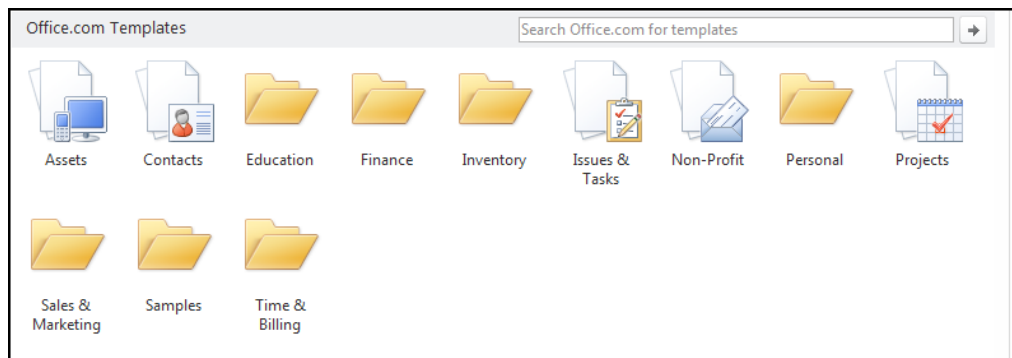 Office.com Templates
Search Office.com for templates
Assets
Contacts
Education
Finance
Inventory
Issues &
Tasks
Non-Profit
Personal
Projects
Sales &
Marketing
Samples
Time &
Billing